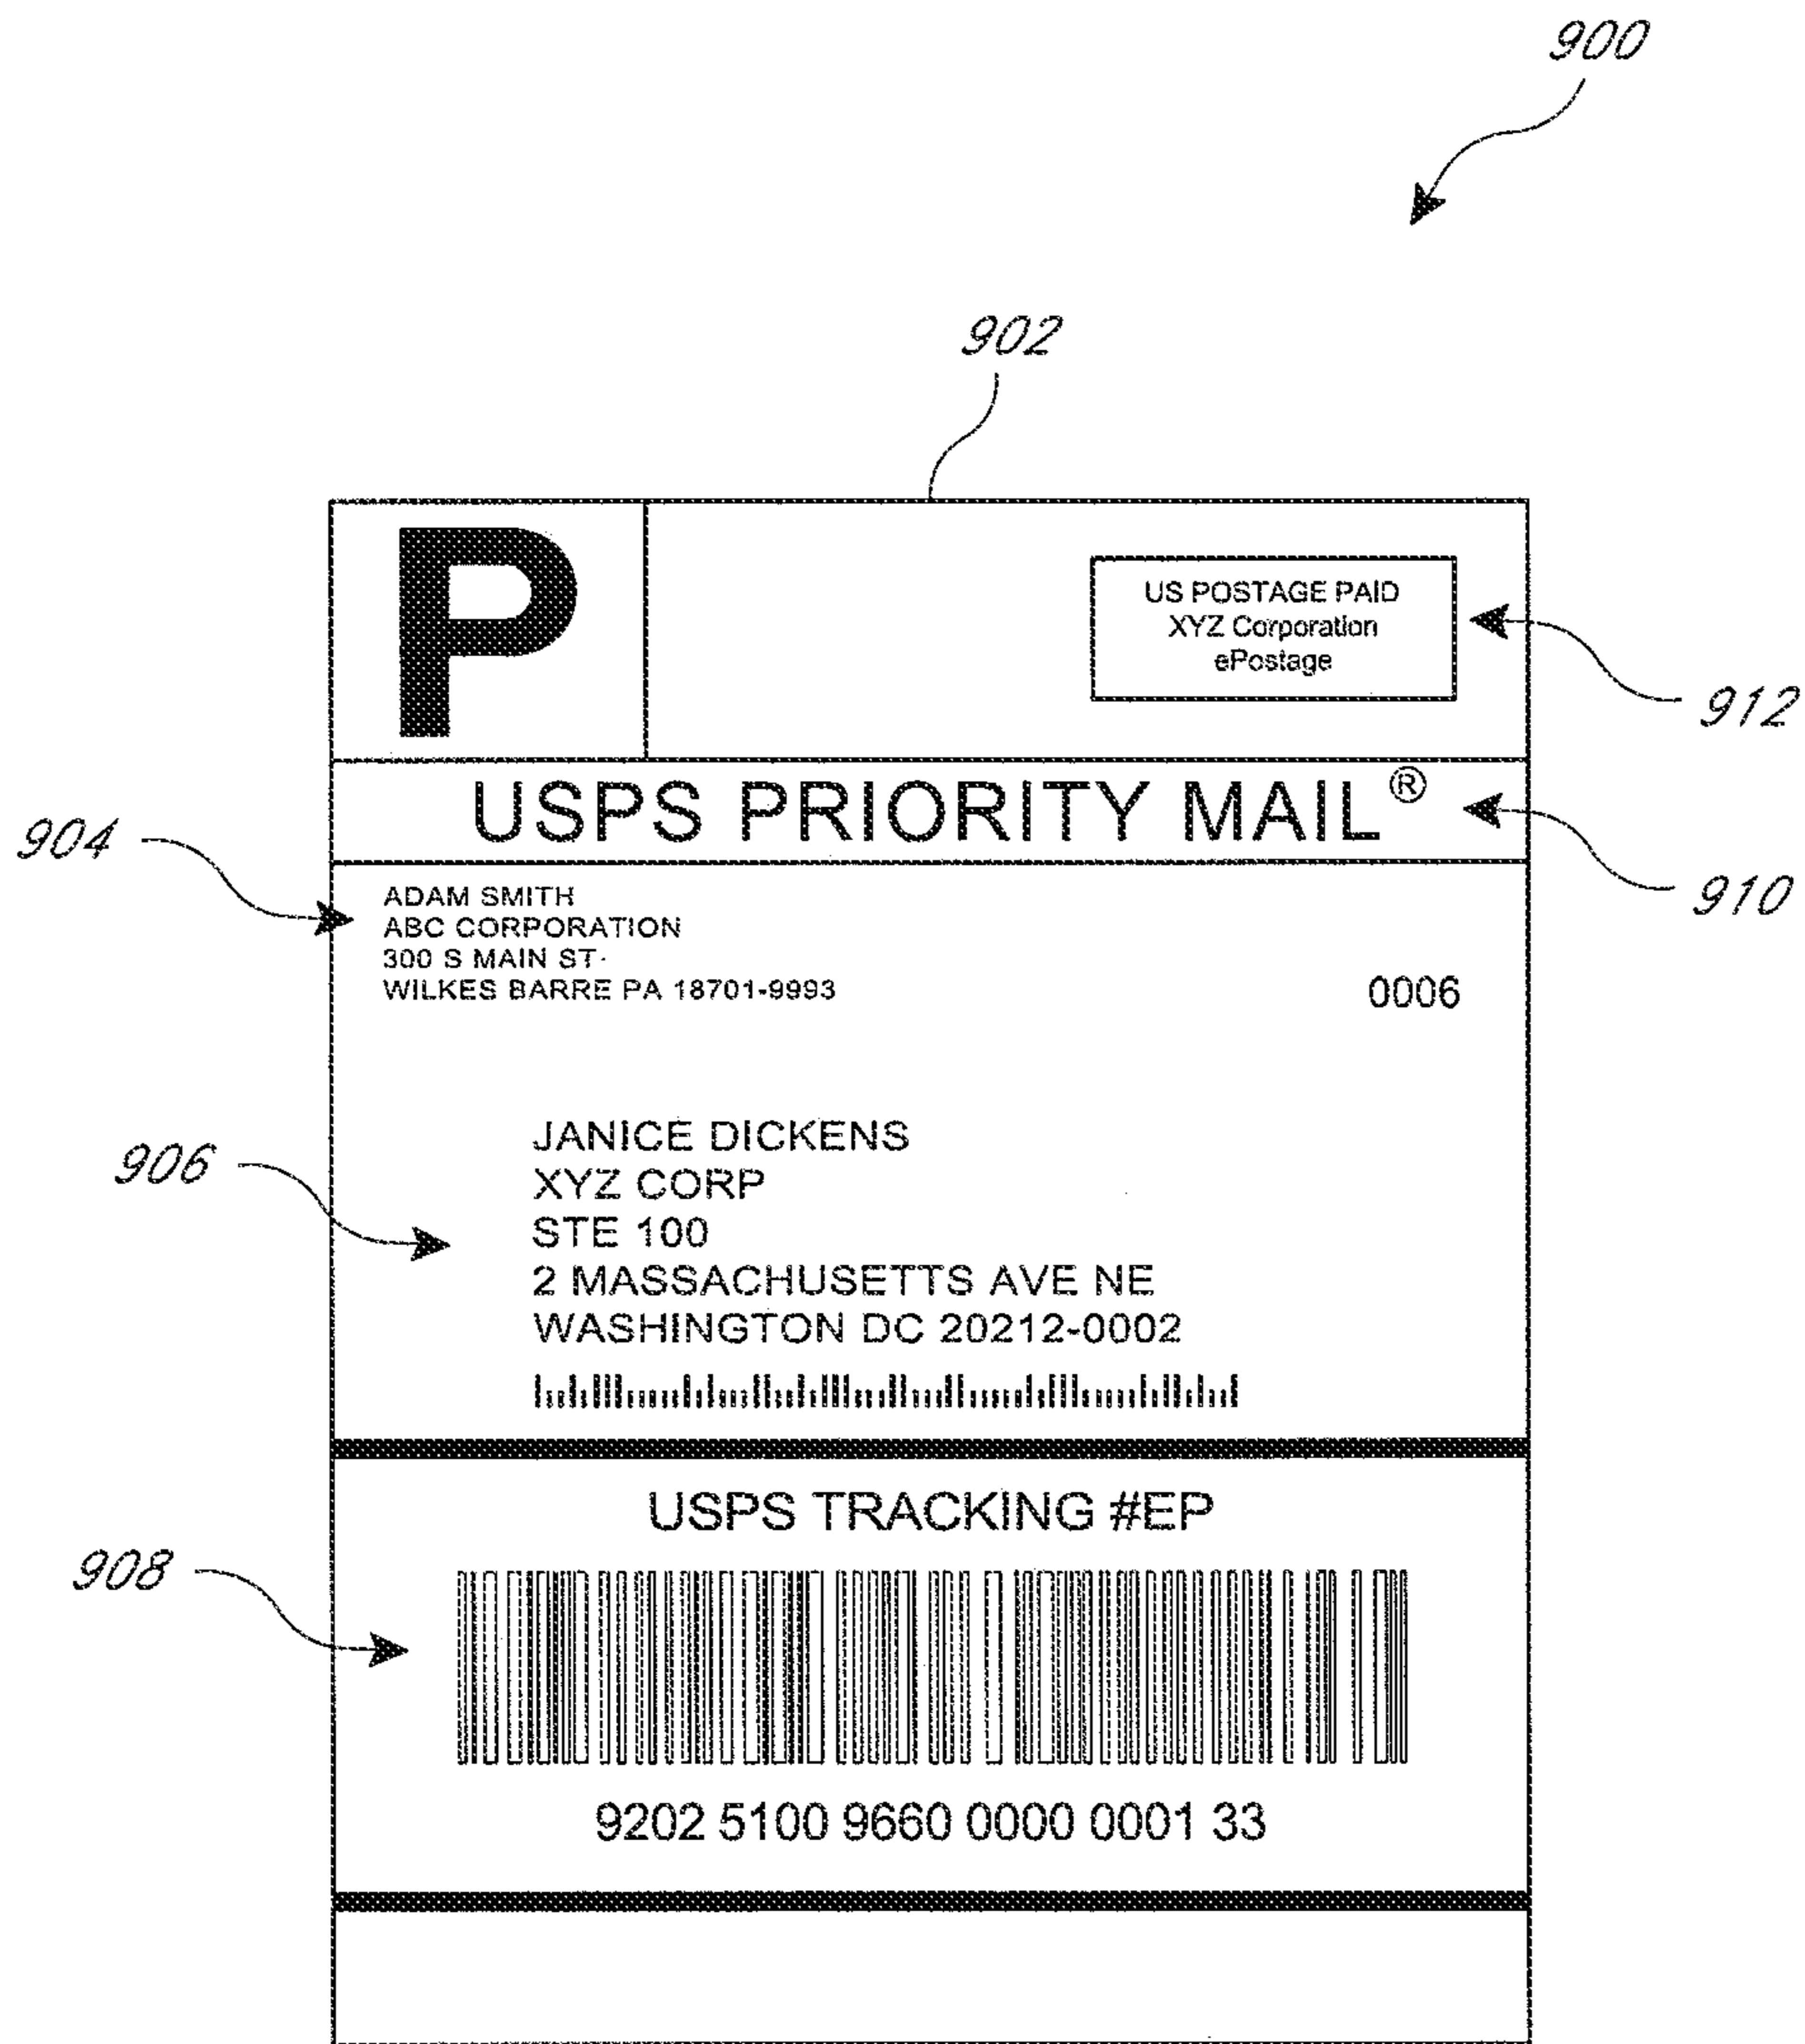 900
902
P
US POSTAGE PAID
XYZ Corporation
ePostage
912
USPS PRIORITY MAIL®
910
904
ADAM SMITH
ABC CORPORATION
300 S MAIN ST
WILKES BARRE PA 18701-9993
0006
906
JANICE DICKENS
XYZ CORP
STE 100
2 MASSACHUSETTS AVE NE
WASHINGTON DC 20212-0002
USPS TRACKING #EP
908
9202 5100 9660 0000 0001 33